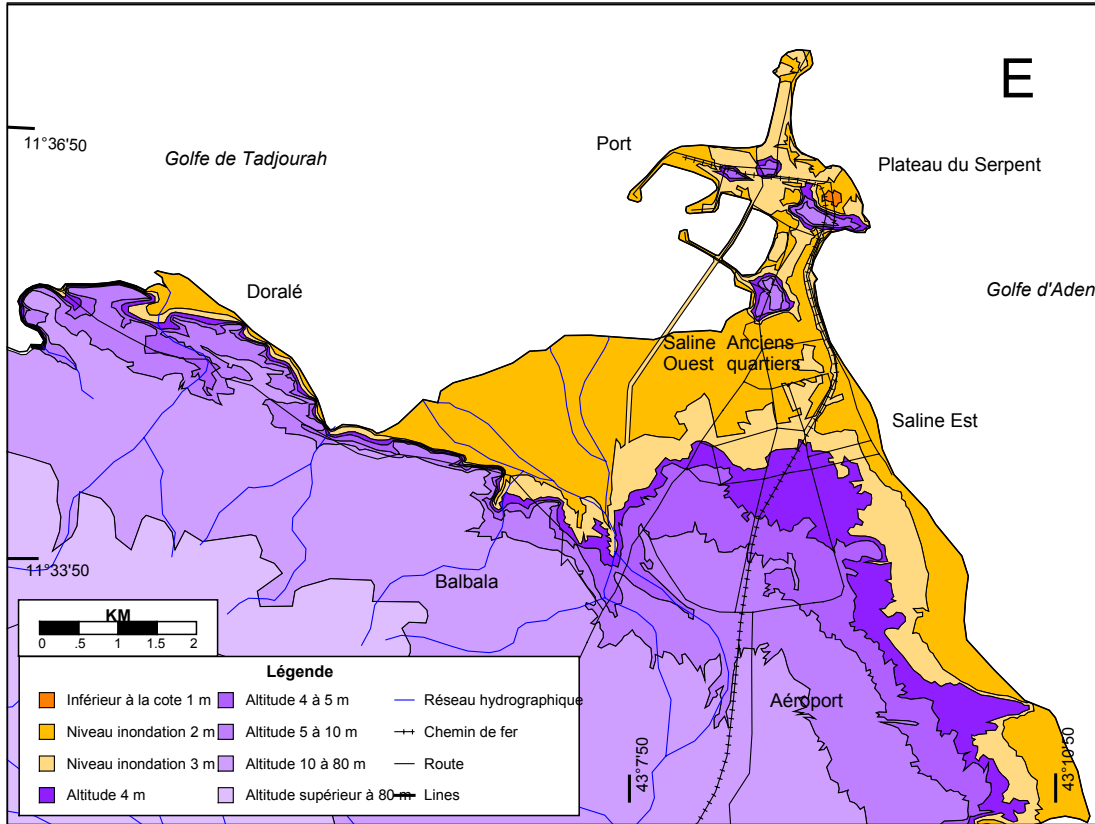 E
11°36'50
Golfe de Tadjourah
Port
Plateau du Serpent
Doralé
Golfe d'Aden
Saline Anciens
Ouest quartiers
Saline Est
11°33'50
Balbala
KM
0 .5 1 1.5 2
Légende
Inférieur à la cote 1 m
Niveau inondation 2 m
Niveau inondation 3 m
Altitude 4 m
Altitude 4 à 5 m
Altitude 5 à 10 m
Altitude 10 à 80 m
Altitude supérieur à 80 m
Réseau hydrographique
Chemin de fer
Route
Lines
Aéroport
43°7'50
43°10'50